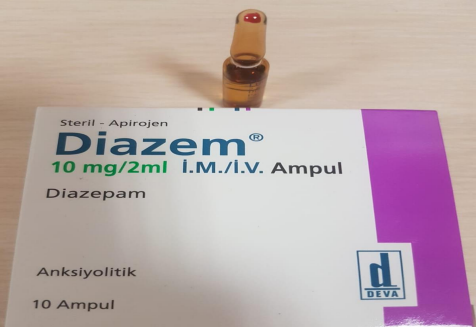 Steril - Apirojen
Diazem®
10 mg/2ml İ.M./İ.V. Ampul
Diazepam
Anksiyolitik
10 Ampul
d
DEVA